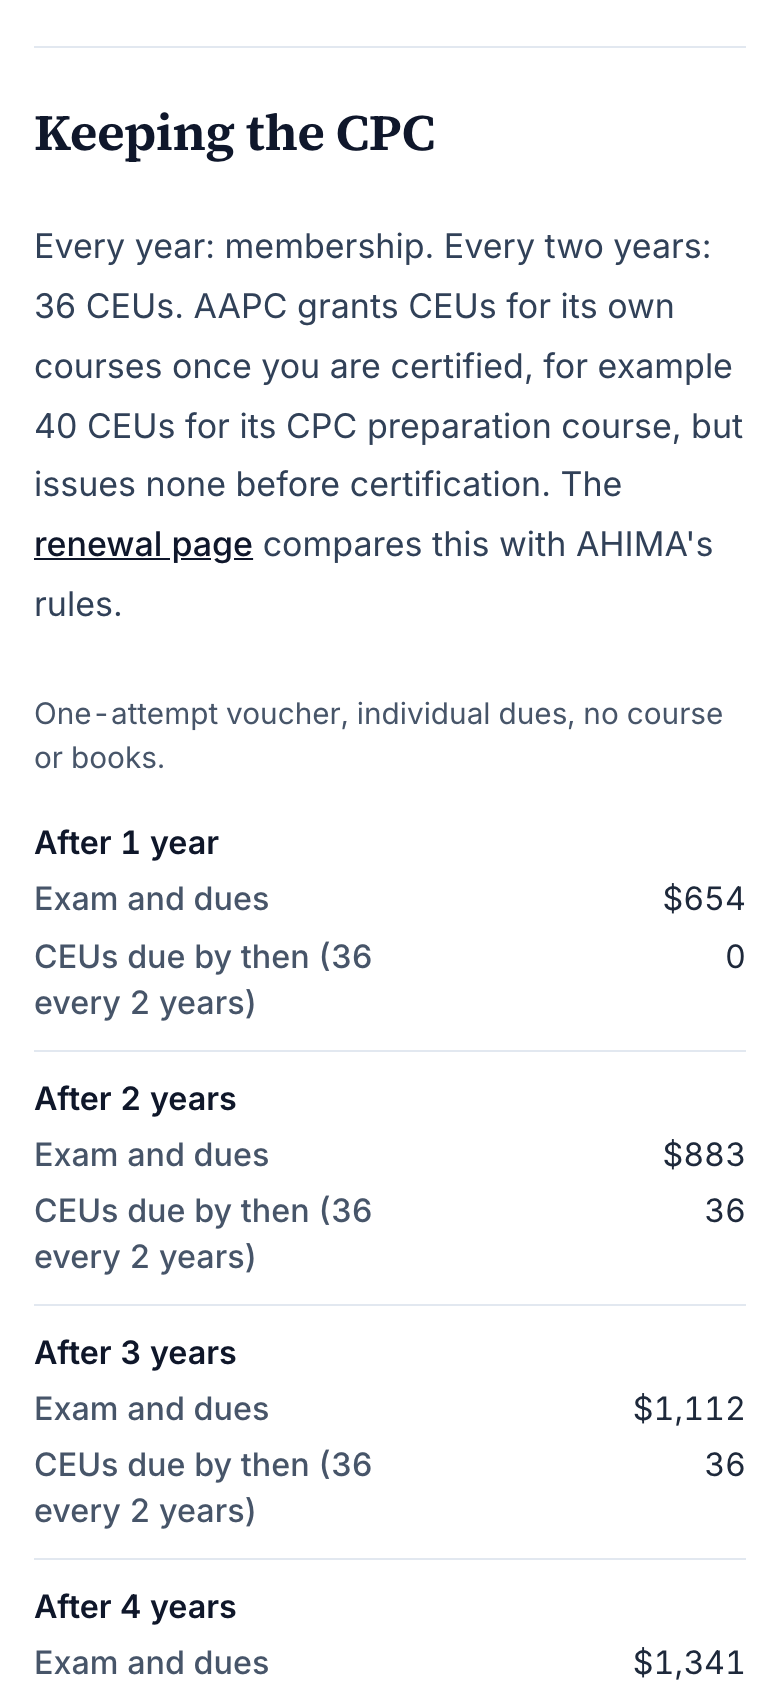 Keeping the CPC
Every year: membership. Every two years:
36 CEUs. AAPC grants CEUs for its own
courses once you are certified, for example
40 CEUs for its CPC preparation course, but
issues none before certification. The
renewal page compares this with AHIMA's
rules.
One-attempt voucher, individual dues, no course
or books.
After 1 year
Exam and dues $654
CEUs due by then (36 0
every 2 years)
After 2 years
Exam and dues $883
CEUs due by then (36 36
every 2 years)
After 3 years
Exam and dues $1,112
CEUs due by then (36 36
every 2 years)
After 4 years
Exam and dues $1,341